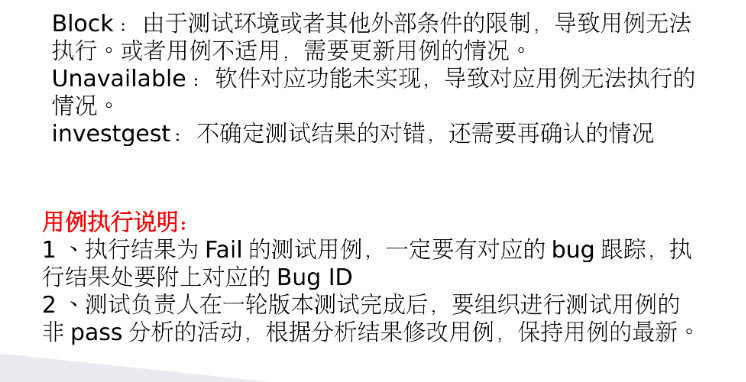 Block： 由于测试环境或者其他外部条件的限制，导致用例无法
执行。或者用例不适用，需要更新用例的情况。
Unavailable： 软件对应功能未实现，导致对应用例无法执行的
情况。
investgest： 不确定测试结果的对错，还需要再确认的情况
用例执行说明：
1 、执行结果为 Fail 的测试用例，一定要有对应的 bug 跟踪，执
行结果处要附上对应的 Bug ID
2 、测试负责人在一轮版本测试完成后，要组织进行测试用例的
非 pass 分析的活动，根据分析结果修改用例，保持用例的最新。